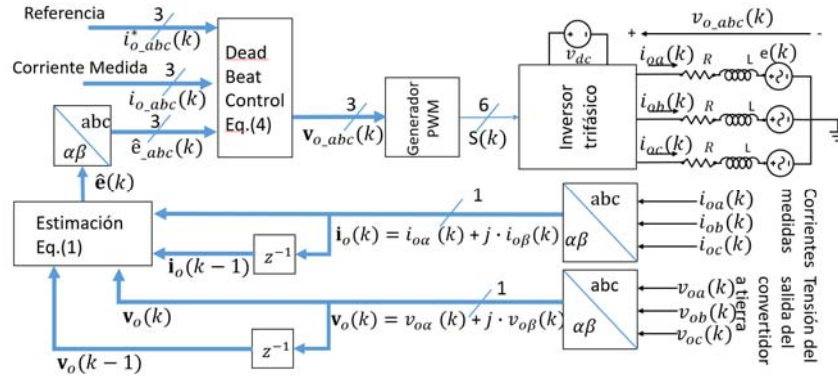 Referencia
3
i*o_abc(k)
Corriente Medida
3
io_abc(k)
3
ê_abc(k)
Dead
Beat
Control
Eq.(4)
3
vo_abc(k)
Generador
PWM
6
S(k)
vdc
Inversor
trifásico
+
vo_abc(k)
-
ioa(k)
R
L
e(k)
iob(k)
R
L
ioc(k)
R
L
abc
αβ
ê(k)
Estimación
Eq.(1)
1
io(k) = ioα (k) + j · ioβ(k)
z⁻¹
io(k−1)
abc
αβ
ioa(k)
iob(k)
ioc(k)
Corrientes
medidas
vo(k)
1
vo(k) = voα (k) + j · voβ(k)
z⁻¹
vo(k−1)
abc
αβ
voa(k)
vob(k)
voc(k)
Tensión del
salida del
convertidor
a tierra